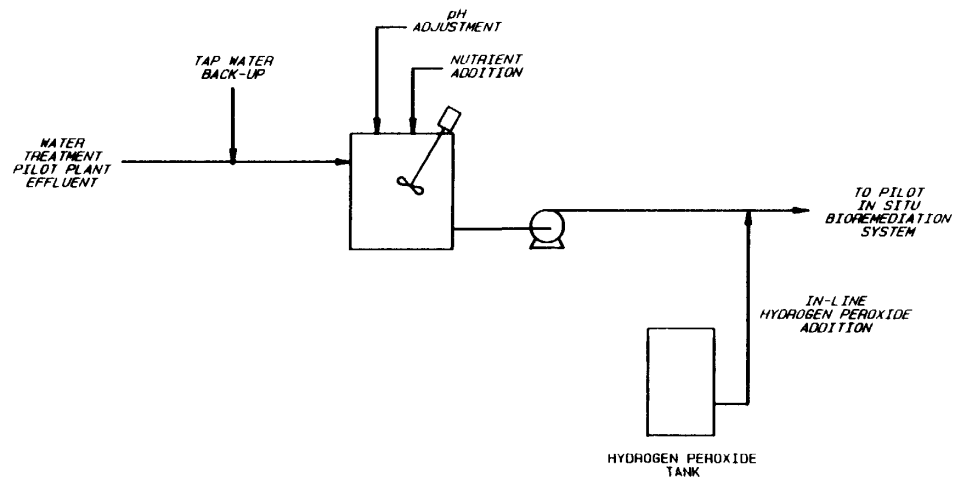 pH
ADJUSTMENT
TAP WATER
BACK-UP
NUTRIENT
ADDITION
WATER
TREATMENT
PILOT PLANT
EFFLUENT
TO PILOT
IN SITU
BIOREMEDIATION
SYSTEM
IN-LINE
HYDROGEN PEROXIDE
ADDITION
HYDROGEN PEROXIDE
TANK